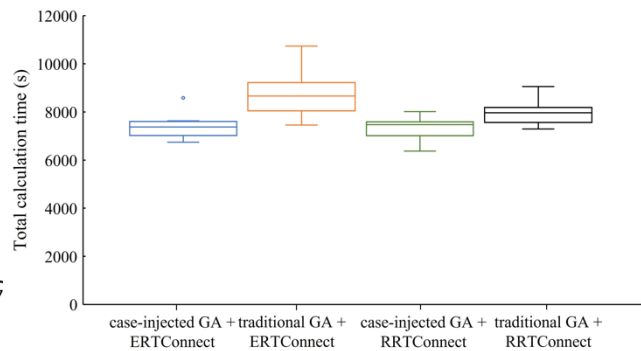 12000
10000
8000
6000
4000
2000
0
Total calculation time (s)
case-injected GA + traditional GA + case-injected GA + traditional GA +
ERTConnect ERTConnect RRTConnect RRTConnect